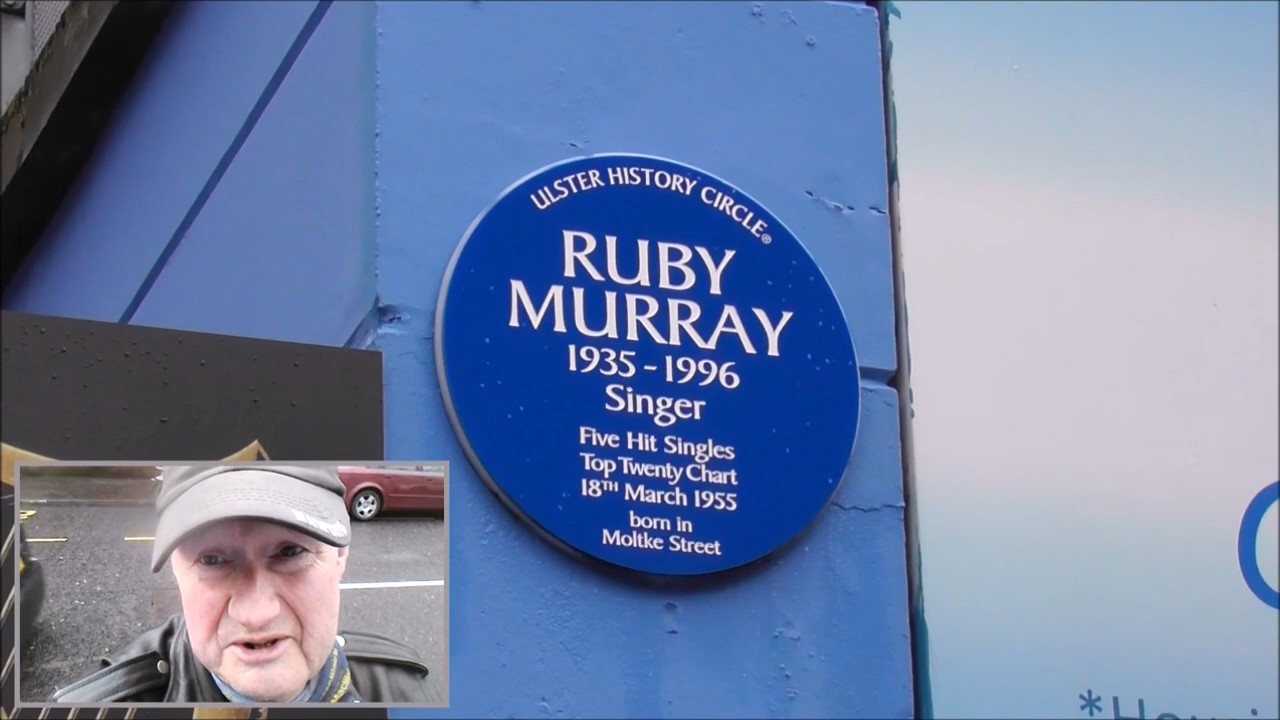 ULSTER HISTORY CIRCLE®
RUBY
MURRAY
1935 - 1996
Singer
Five Hit Singles
Top Twenty Chart
18TH March 1955
born in
Moltke Street